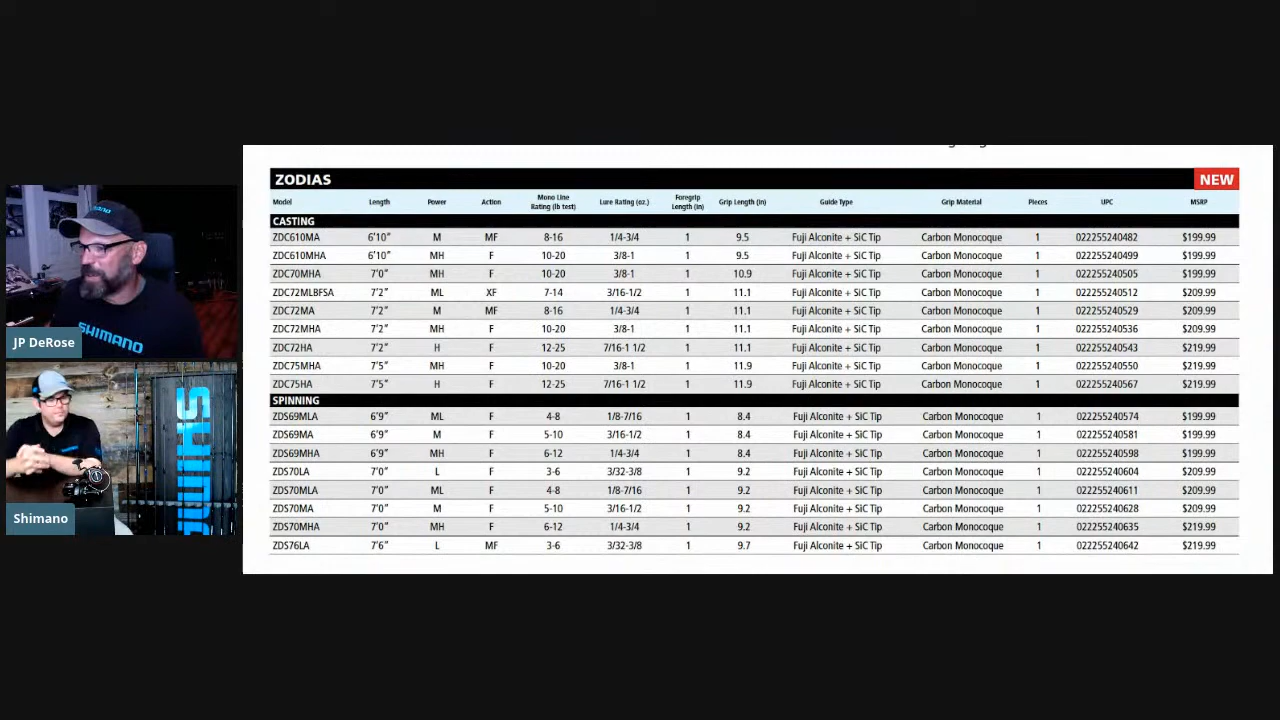 ZODIAS NEW
Model Length Power Action Mono Line Rating (lb test) Lure Rating (oz.) Foregrip Length (in) Grip Length (in) Guide Type Grip Material Pieces UPC MSRP
CASTING
ZDC610MA 6'10" M MF 8-16 1/4-3/4 1 9.5 Fuji Alconite + SiC Tip Carbon Monocoque 1 022255240482 $199.99
ZDC610MHA 6'10" MH F 10-20 3/8-1 1 9.5 Fuji Alconite + SiC Tip Carbon Monocoque 1 022255240499 $199.99
ZDC70MHA 7'0" MH F 10-20 3/8-1 1 10.9 Fuji Alconite + SiC Tip Carbon Monocoque 1 022255240505 $199.99
ZDC72MLBFSA 7'2" ML XF 7-14 3/16-1/2 1 11.1 Fuji Alconite + SiC Tip Carbon Monocoque 1 022255240512 $209.99
ZDC72MA 7'2" M MF 8-16 1/4-3/4 1 11.1 Fuji Alconite + SiC Tip Carbon Monocoque 1 022255240529 $209.99
ZDC72MHA 7'2" MH F 10-20 3/8-1 1 11.1 Fuji Alconite + SiC Tip Carbon Monocoque 1 022255240536 $209.99
ZDC72HA 7'2" H F 12-25 7/16-1 1/2 1 11.1 Fuji Alconite + SiC Tip Carbon Monocoque 1 022255240543 $219.99
ZDC75MHA 7'5" MH F 10-20 3/8-1 1 11.9 Fuji Alconite + SiC Tip Carbon Monocoque 1 022255240550 $219.99
ZDC75HA 7'5" H F 12-25 7/16-1 1/2 1 11.9 Fuji Alconite + SiC Tip Carbon Monocoque 1 022255240567 $219.99
SPINNING
ZDS69MLA 6'9" ML F 4-8 1/8-7/16 1 8.4 Fuji Alconite + SiC Tip Carbon Monocoque 1 022255240574 $199.99
ZDS69MA 6'9" M F 5-10 3/16-1/2 1 8.4 Fuji Alconite + SiC Tip Carbon Monocoque 1 022255240581 $199.99
ZDS69MHA 6'9" MH F 6-12 1/4-3/4 1 8.4 Fuji Alconite + SiC Tip Carbon Monocoque 1 022255240598 $199.99
ZDS70LA 7'0" L F 3-6 3/32-3/8 1 9.2 Fuji Alconite + SiC Tip Carbon Monocoque 1 022255240604 $209.99
ZDS70MLA 7'0" ML F 4-8 1/8-7/16 1 9.2 Fuji Alconite + SiC Tip Carbon Monocoque 1 022255240611 $209.99
ZDS70MA 7'0" M F 5-10 3/16-1/2 1 9.2 Fuji Alconite + SiC Tip Carbon Monocoque 1 022255240628 $209.99
ZDS70MHA 7'0" MH F 6-12 1/4-3/4 1 9.2 Fuji Alconite + SiC Tip Carbon Monocoque 1 022255240635 $219.99
ZDS76LA 7'6" L MF 3-6 3/32-3/8 1 9.7 Fuji Alconite + SiC Tip Carbon Monocoque 1 022255240642 $219.99
SHIMANO
JP DeRose
Shimano